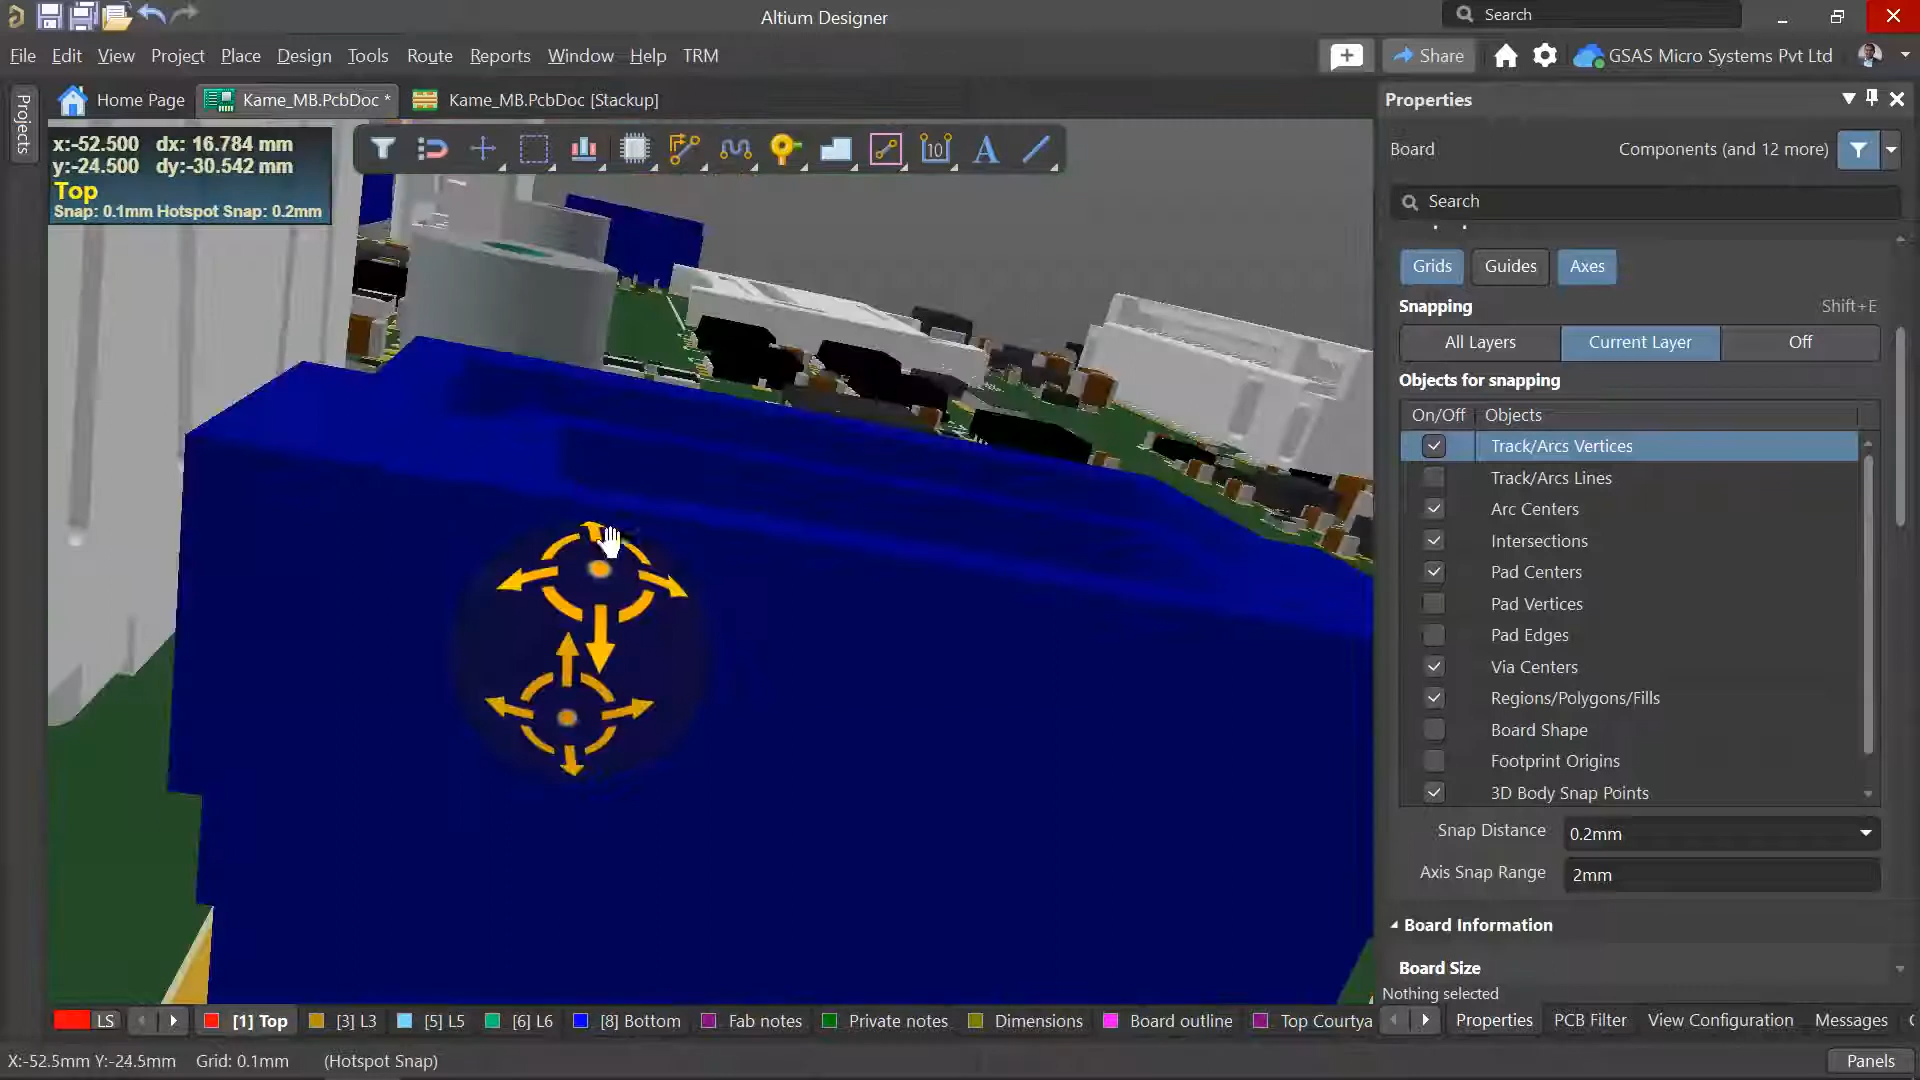 Altium Designer
Search
File Edit View Project Place Design Tools Route Reports Window Help TRM
Share
GSAS Micro Systems Pvt Ltd
Projects
Home Page
Kame_MB.PcbDoc *
Kame_MB.PcbDoc [Stackup]
x:-52.500 dx: 16.784 mm
y:-24.500 dy:-30.542 mm
Top
Snap: 0.1mm Hotspot Snap: 0.2mm
10
A
Properties
Board
Components (and 12 more)
Search
Grids
Guides
Axes
Snapping
Shift+E
All Layers
Current Layer
Off
Objects for snapping
On/Off Objects
Track/Arcs Vertices
Track/Arcs Lines
Arc Centers
Intersections
Pad Centers
Pad Vertices
Pad Edges
Via Centers
Regions/Polygons/Fills
Board Shape
Footprint Origins
3D Body Snap Points
Snap Distance 0.2mm
Axis Snap Range 2mm
Board Information
Board Size
Nothing selected
LS
[1] Top
[3] L3
[5] L5
[6] L6
[8] Bottom
Fab notes
Private notes
Dimensions
Board outline
Top Courtya
Properties
PCB Filter
View Configuration
Messages
X:-52.5mm Y:-24.5mm Grid: 0.1mm (Hotspot Snap)
Panels